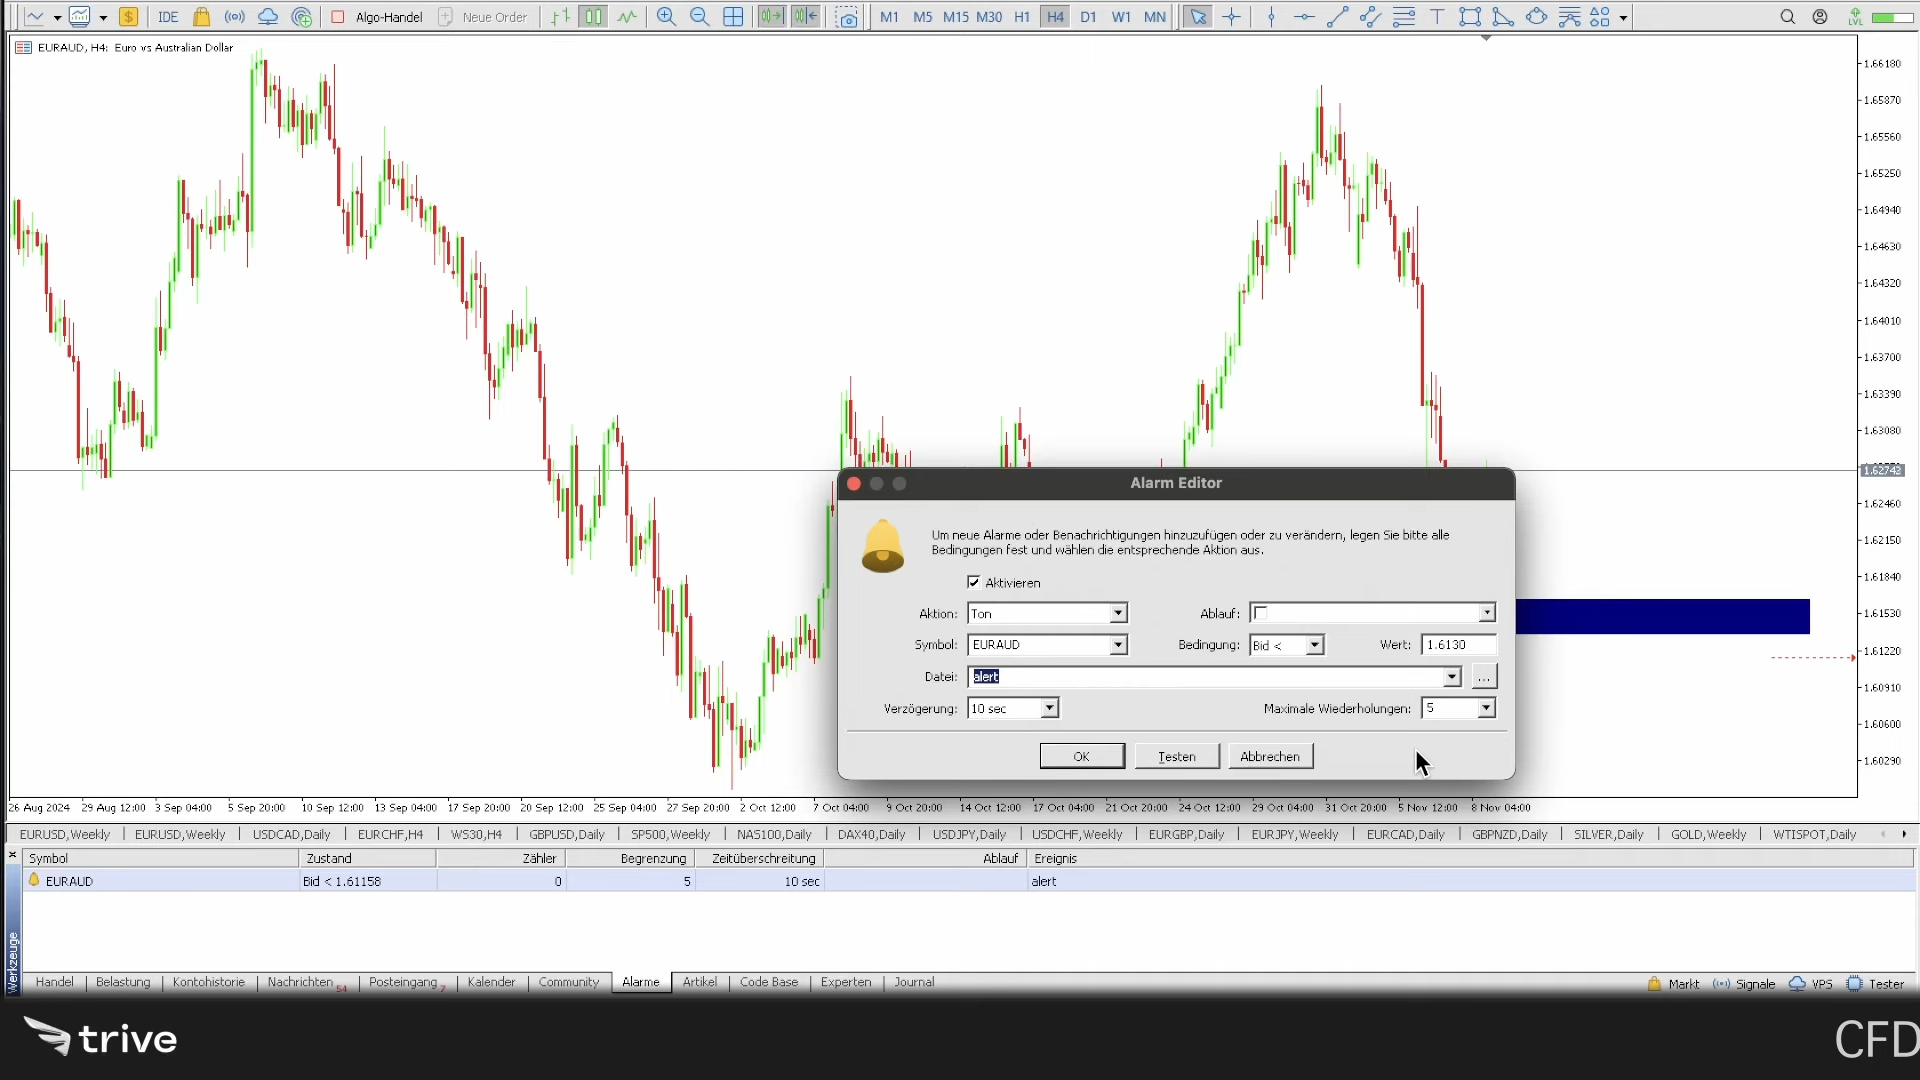 IDE Algo-Handel Neue Order M1 M5 M15 M30 H1 H4 D1 W1 MN LVL
EURAUD, H4: Euro vs Australian Dollar
1.66180
1.65870
1.65560
1.65250
1.64940
1.64630
1.64320
1.64010
1.63700
1.63390
1.63080
1.62742
1.62460
1.62150
1.61840
1.61530
1.61220
1.60910
1.60600
1.60290
Alarm Editor
Um neue Alarme oder Benachrichtigungen hinzuzufügen oder zu verändern, legen Sie bitte alle
Bedingungen fest und wählen die entsprechende Aktion aus.
Aktivieren
Aktion: Ton Ablauf:
Symbol: EURAUD Bedingung: Bid < Wert: 1.6130
Datei: alert ...
Verzögerung: 10 sec Maximale Wiederholungen: 5
OK Testen Abbrechen
26 Aug 2024 29 Aug 12:00 3 Sep 04:00 5 Sep 20:00 10 Sep 12:00 13 Sep 04:00 17 Sep 20:00 20 Sep 12:00 25 Sep 04:00 27 Sep 20:00 2 Oct 12:00 7 Oct 04:00 9 Oct 20:00 14 Oct 12:00 17 Oct 04:00 21 Oct 20:00 24 Oct 12:00 29 Oct 04:00 31 Oct 20:00 5 Nov 12:00 8 Nov 04:00
EURUSD,Weekly EURUSD,Weekly USDCAD,Daily EURCHF,H4 WS30,H4 GBPUSD,Daily SP500,Weekly NAS100,Daily DAX40,Daily USDJPY,Daily USDCHF,Weekly EURGBP,Daily EURJPY,Weekly EURCAD,Daily GBPNZD,Daily SILVER,Daily GOLD,Weekly WTISPOT,Daily
Symbol Zustand Zähler Begrenzung Zeitüberschreitung Ablauf Ereignis
EURAUD Bid < 1.61158 0 5 10 sec alert
Werkzeuge
Handel Belastung Kontohistorie Nachrichten 54 Posteingang 7 Kalender Community Alarme Artikel Code Base Experten Journal Markt Signale VPS Tester
trive CFD